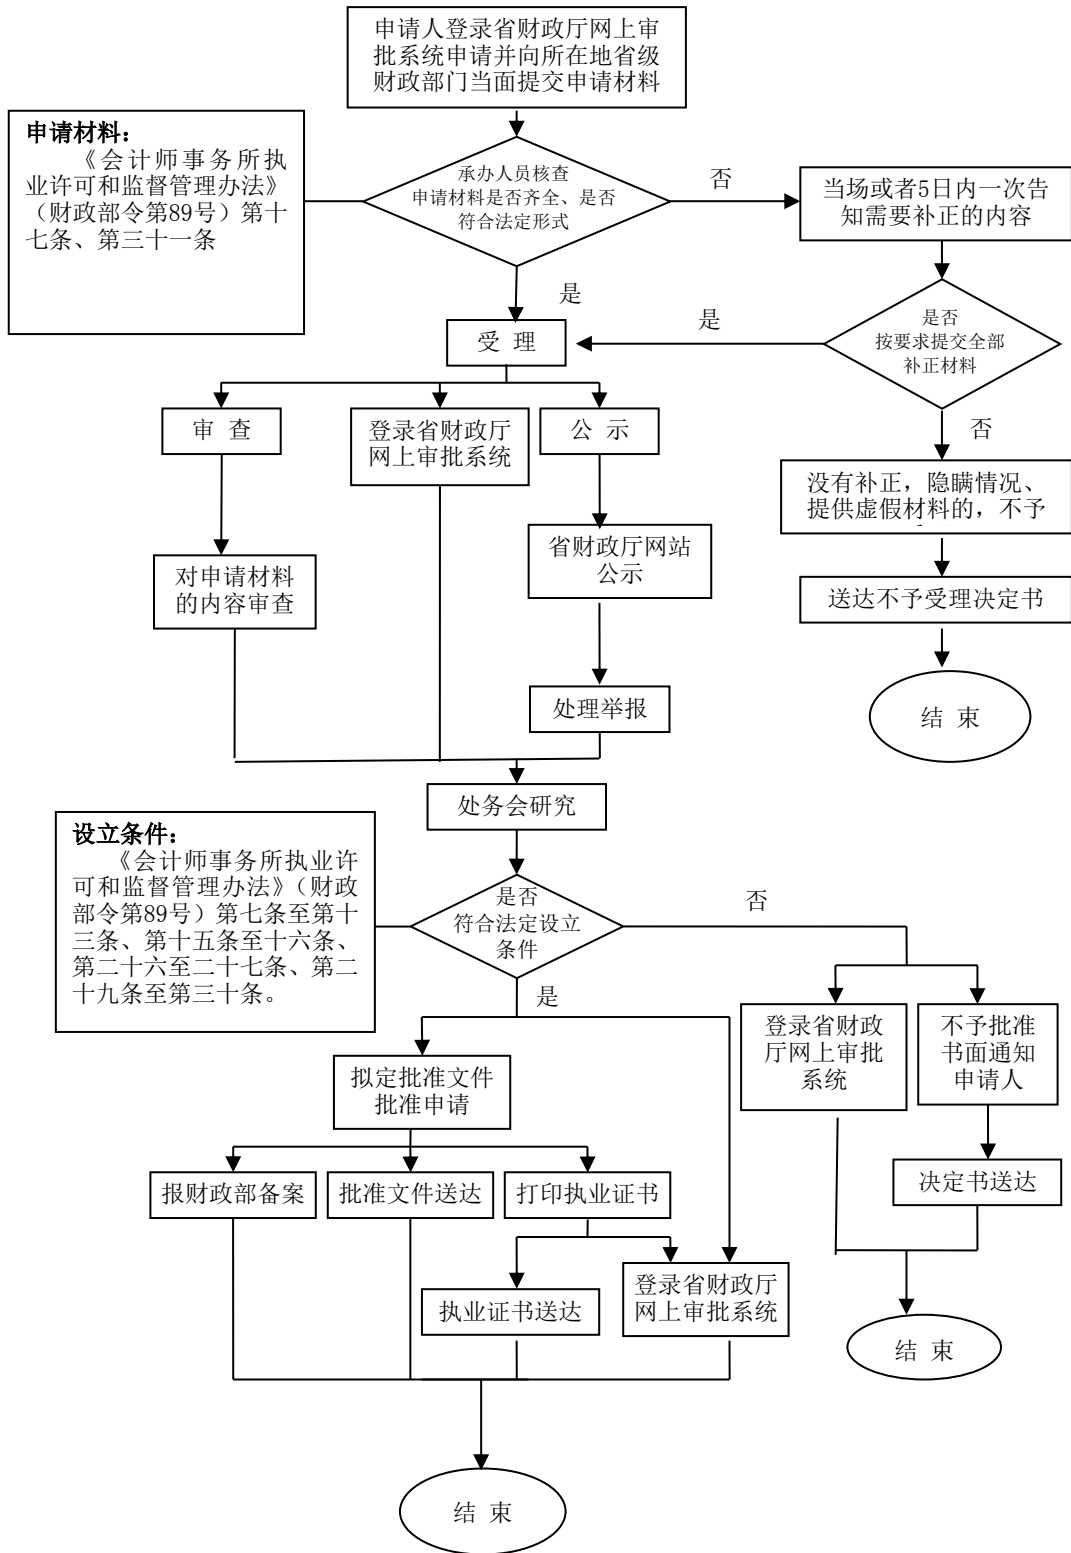 申请人登录省财政厅网上审
批系统申请并向所在地省级
财政部门当面提交申请材料
申请材料：
《会计师事务所执
业许可和监督管理办法》
（财政部令第89号）第十
七条、第三十一条
承办人员核查
申请材料是否齐全、是否
符合法定形式
否
当场或者5日内一次告
知需要补正的内容
是
受 理
是
是否
按要求提交全部
补正材料
否
审 查
登录省财政厅
网上审批系统
公 示
没有补正，隐瞒情况、
提供虚假材料的，不予
对申请材料
的内容审查
省财政厅网站
公示
送达不予受理决定书
处理举报
结 束
处务会研究
设立条件：
《会计师事务所执业许
可和监督管理办法》（财政
部令第89号）第七条至第十
三条、第十五条至十六条、
第二十六至二十七条、第二
十九条至第三十条。
是否
符合法定设立
条件
否
是
登录省财政
厅网上审批
系统
不予批准
书面通知
申请人
拟定批准文件
批准申请
决定书送达
报财政部备案
批准文件送达
打印执业证书
执业证书送达
登录省财政厅
网上审批系统
结 束
结 束